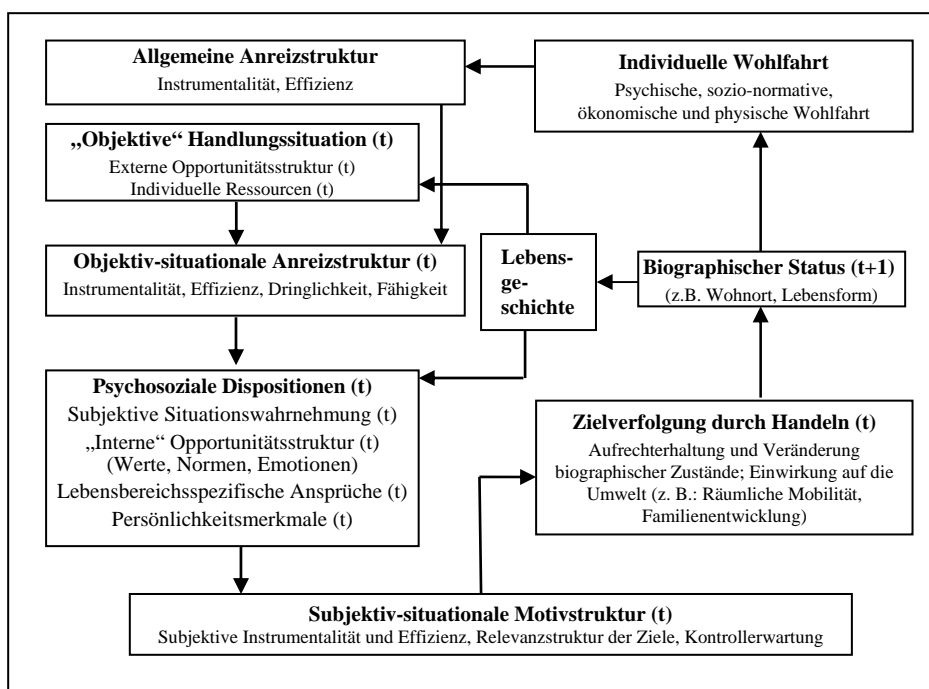 Allgemeine Anreizstruktur
Instrumentalität, Effizienz
Individuelle Wohlfahrt
Psychische, sozio-normative,
ökonomische und physische Wohlfahrt
„Objektive“ Handlungssituation (t)
Externe Opportunitätsstruktur (t)
Individuelle Ressourcen (t)
Objektiv-situationale Anreizstruktur (t)
Instrumentalität, Effizienz, Dringlichkeit, Fähigkeit
Lebens-
ge-
schichte
Biographischer Status (t+1)
(z.B. Wohnort, Lebensform)
Psychosoziale Dispositionen (t)
Subjektive Situationswahrnehmung (t)
„Interne“ Opportunitätsstruktur (t)
(Werte, Normen, Emotionen)
Lebensbereichsspezifische Ansprüche (t)
Persönlichkeitsmerkmale (t)
Zielverfolgung durch Handeln (t)
Aufrechterhaltung und Veränderung
biographischer Zustände; Einwirkung auf die
Umwelt (z. B.: Räumliche Mobilität,
Familienentwicklung)
Subjektiv-situationale Motivstruktur (t)
Subjektive Instrumentalität und Effizienz, Relevanzstruktur der Ziele, Kontrollerwartung